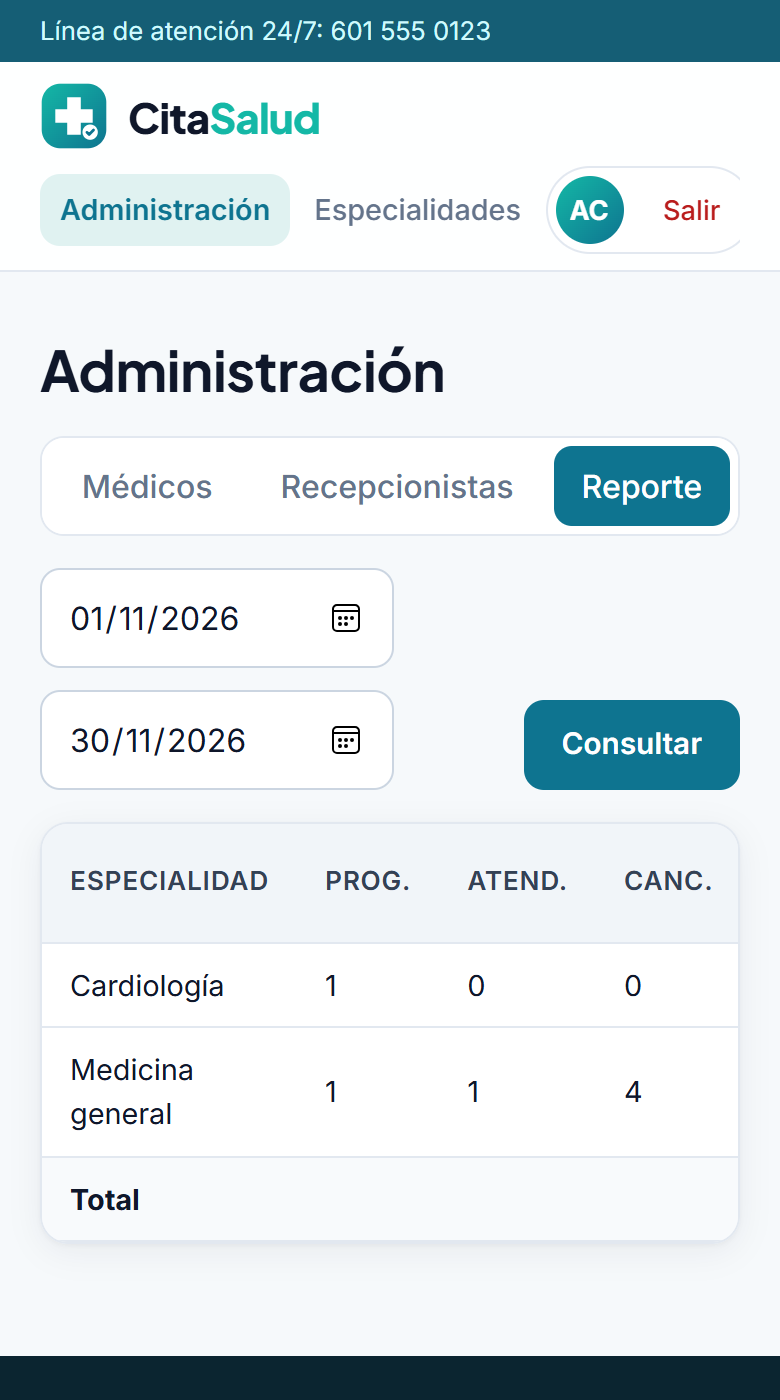 Línea de atención 24/7: 601 555 0123
CitaSalud
Administración Especialidades AC Salir
Administración
Médicos Recepcionistas Reporte
01/11/2026
30/11/2026 Consultar
ESPECIALIDAD PROG. ATEND. CANC.
Cardiología 1 0 0
Medicina general 1 1 4
Total